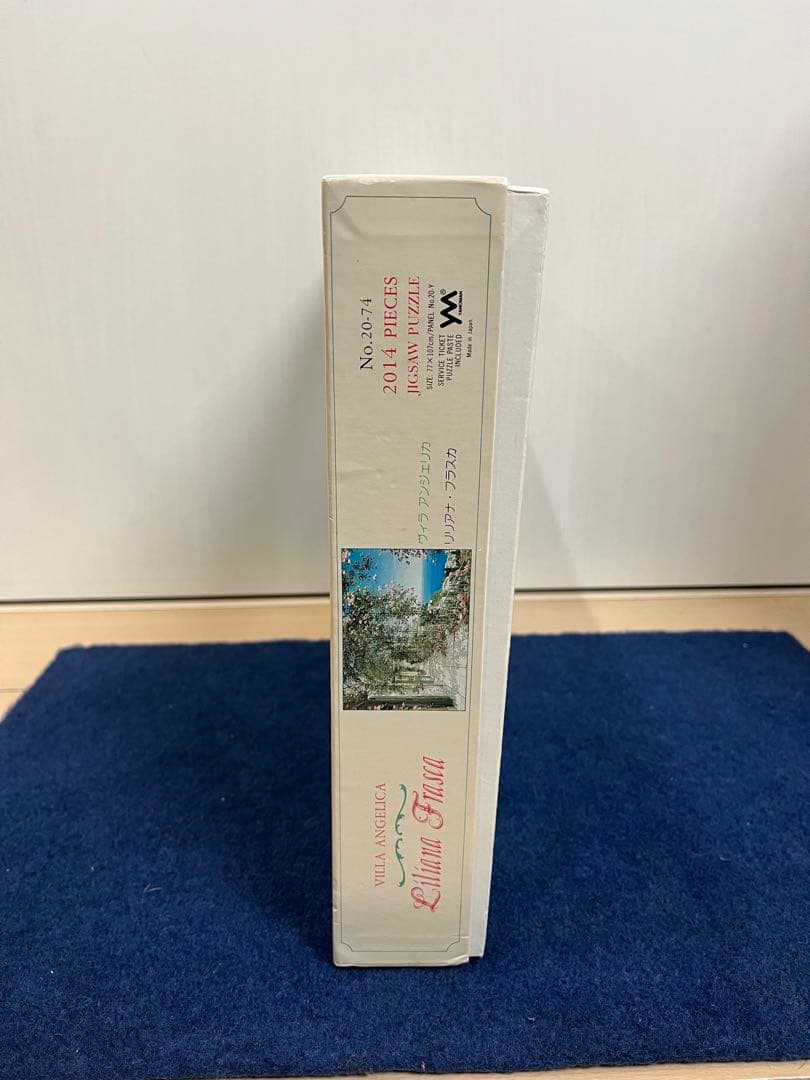 VILLA ANGELICA
Liliana Frasca
ヴィラ アンジェリカ
リリアナ・フラスカ
No.20-74
2014 PIECES
JIGSAW PUZZLE
SIZE: 77×107cm/PANEL No.20-Y
SERVICE TICKET
PUZZLE PASTE
INCLUDED
YM®
YANOMAN
Made in Japan